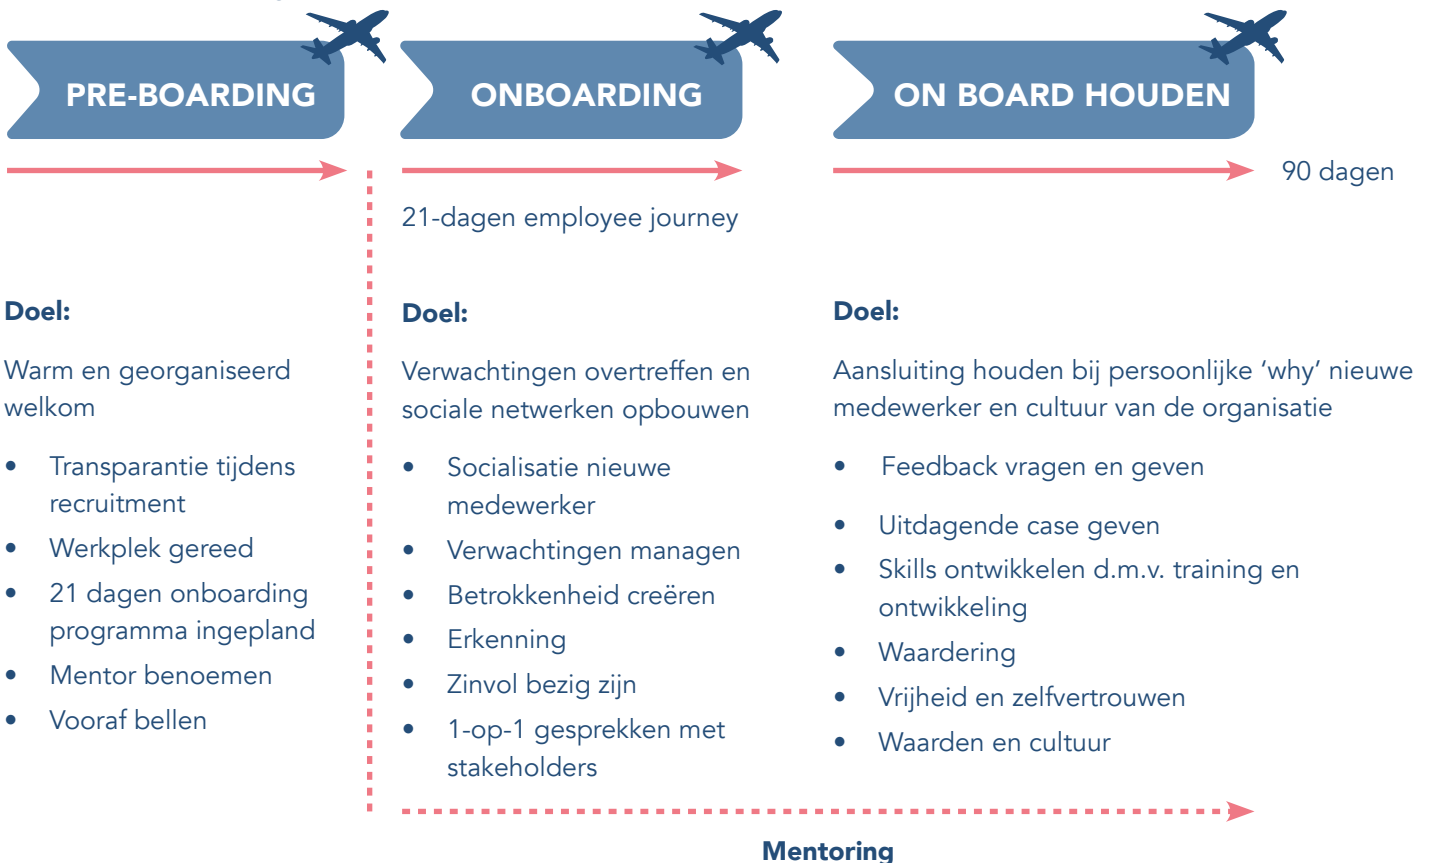 PRE-BOARDING
ONBOARDING
ON BOARD HOUDEN
90 dagen
21-dagen employee journey
Doel:
Warm en georganiseerd
welkom
• Transparantie tijdens
recruitment
• Werkplek gereed
• 21 dagen onboarding
programma ingepland
• Mentor benoemen
• Vooraf bellen
Doel:
Verwachtingen overtreffen en
sociale netwerken opbouwen
• Socialisatie nieuwe
medewerker
• Verwachtingen managen
• Betrokkenheid creëren
• Erkenning
• Zinvol bezig zijn
• 1-op-1 gesprekken met
stakeholders
Doel:
Aansluiting houden bij persoonlijke ‘why’ nieuwe
medewerker en cultuur van de organisatie
• Feedback vragen en geven
• Uitdagende case geven
• Skills ontwikkelen d.m.v. training en
ontwikkeling
• Waardering
• Vrijheid en zelfvertrouwen
• Waarden en cultuur
Mentoring